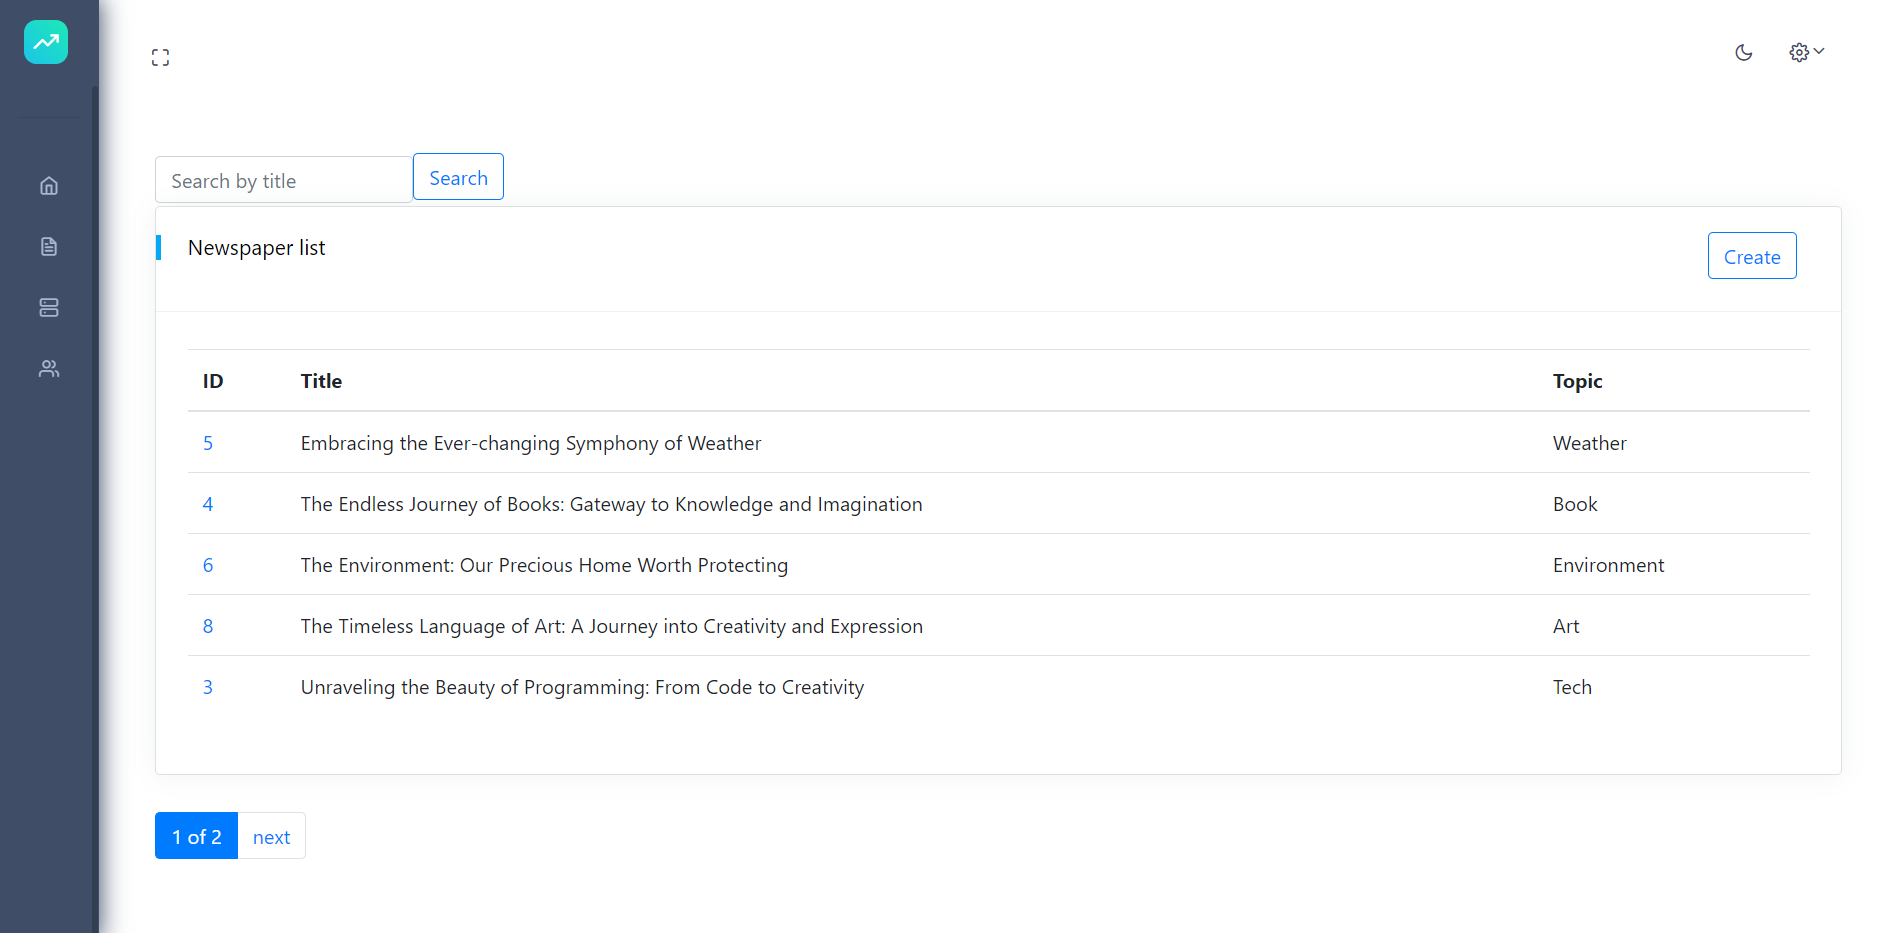 Search by title Search
Newspaper list Create
ID Title Topic
5 Embracing the Ever-changing Symphony of Weather Weather
4 The Endless Journey of Books: Gateway to Knowledge and Imagination Book
6 The Environment: Our Precious Home Worth Protecting Environment
8 The Timeless Language of Art: A Journey into Creativity and Expression Art
3 Unraveling the Beauty of Programming: From Code to Creativity Tech
1 of 2 next